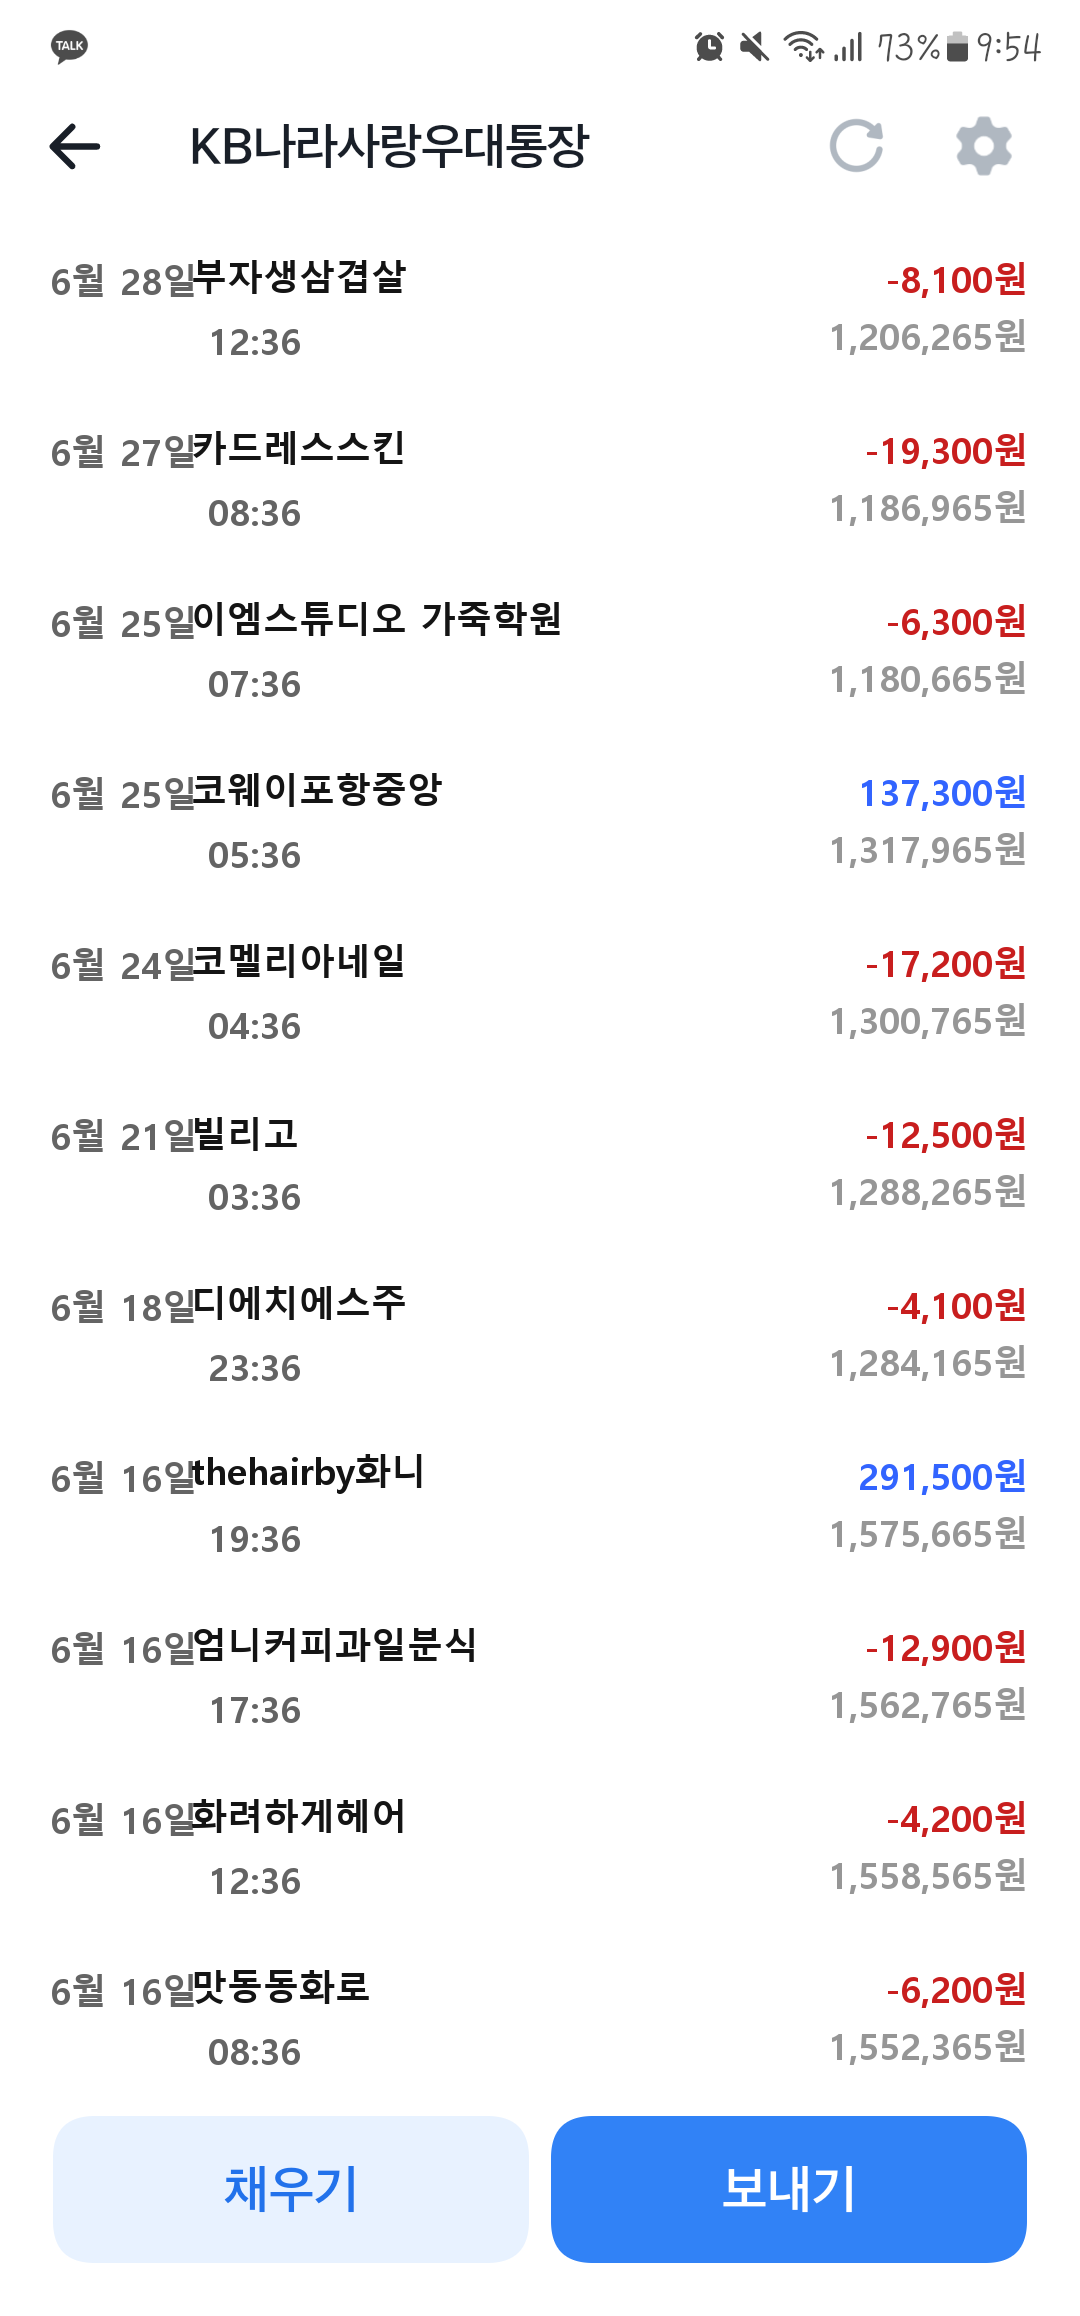 TALK
73% 9:54
KB나라사랑우대통장
6월 28일 부자생삼겹살 -8,100원
12:36 1,206,265원
6월 27일 카드레스스킨 -19,300원
08:36 1,186,965원
6월 25일 이엠스튜디오 가죽학원 -6,300원
07:36 1,180,665원
6월 25일 코웨이포항중앙 137,300원
05:36 1,317,965원
6월 24일 코멜리아네일 -17,200원
04:36 1,300,765원
6월 21일 빌리고 -12,500원
03:36 1,288,265원
6월 18일 디에치에스주 -4,100원
23:36 1,284,165원
6월 16일 thehairby화니 291,500원
19:36 1,575,665원
6월 16일 엄니커피과일분식 -12,900원
17:36 1,562,765원
6월 16일 화려하게헤어 -4,200원
12:36 1,558,565원
6월 16일 맛동동화로 -6,200원
08:36 1,552,365원
채우기 보내기